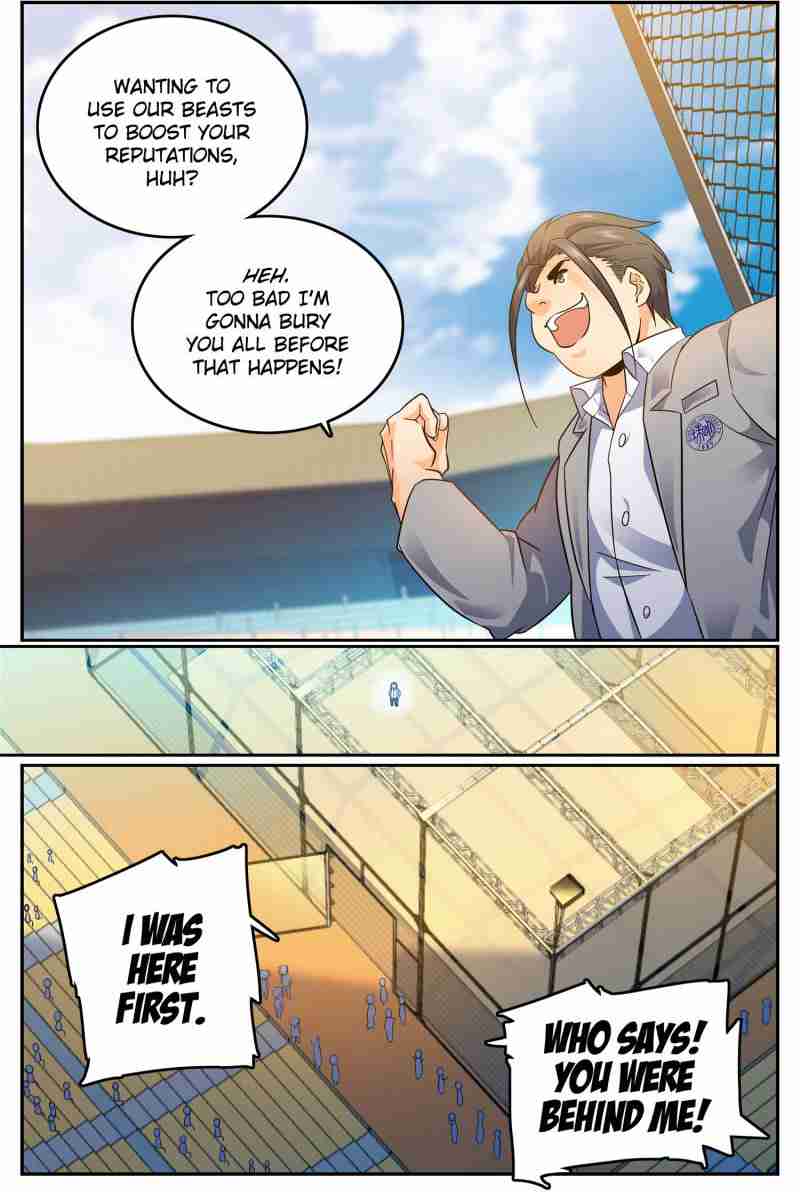 WANTING TO
USE OUR BEASTS
TO BOOST YOUR
REPUTATIONS,
HUH?
HEH.
TOO BAD I'M
GONNA BURY
YOU ALL BEFORE
THAT HAPPENS!
I WAS
HERE
FIRST.
WHO SAYS!
YOU WERE
BEHIND ME!